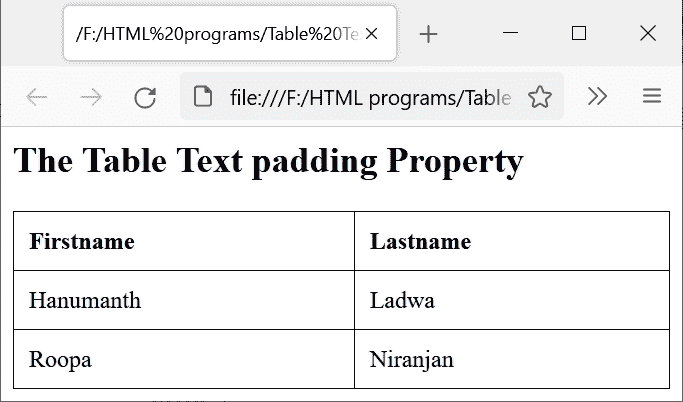 /F:/HTML%20programs/Table%20Te
file:///F:/HTML programs/Table
The Table Text padding Property
Firstname Lastname
Hanumanth Ladwa
Roopa Niranjan